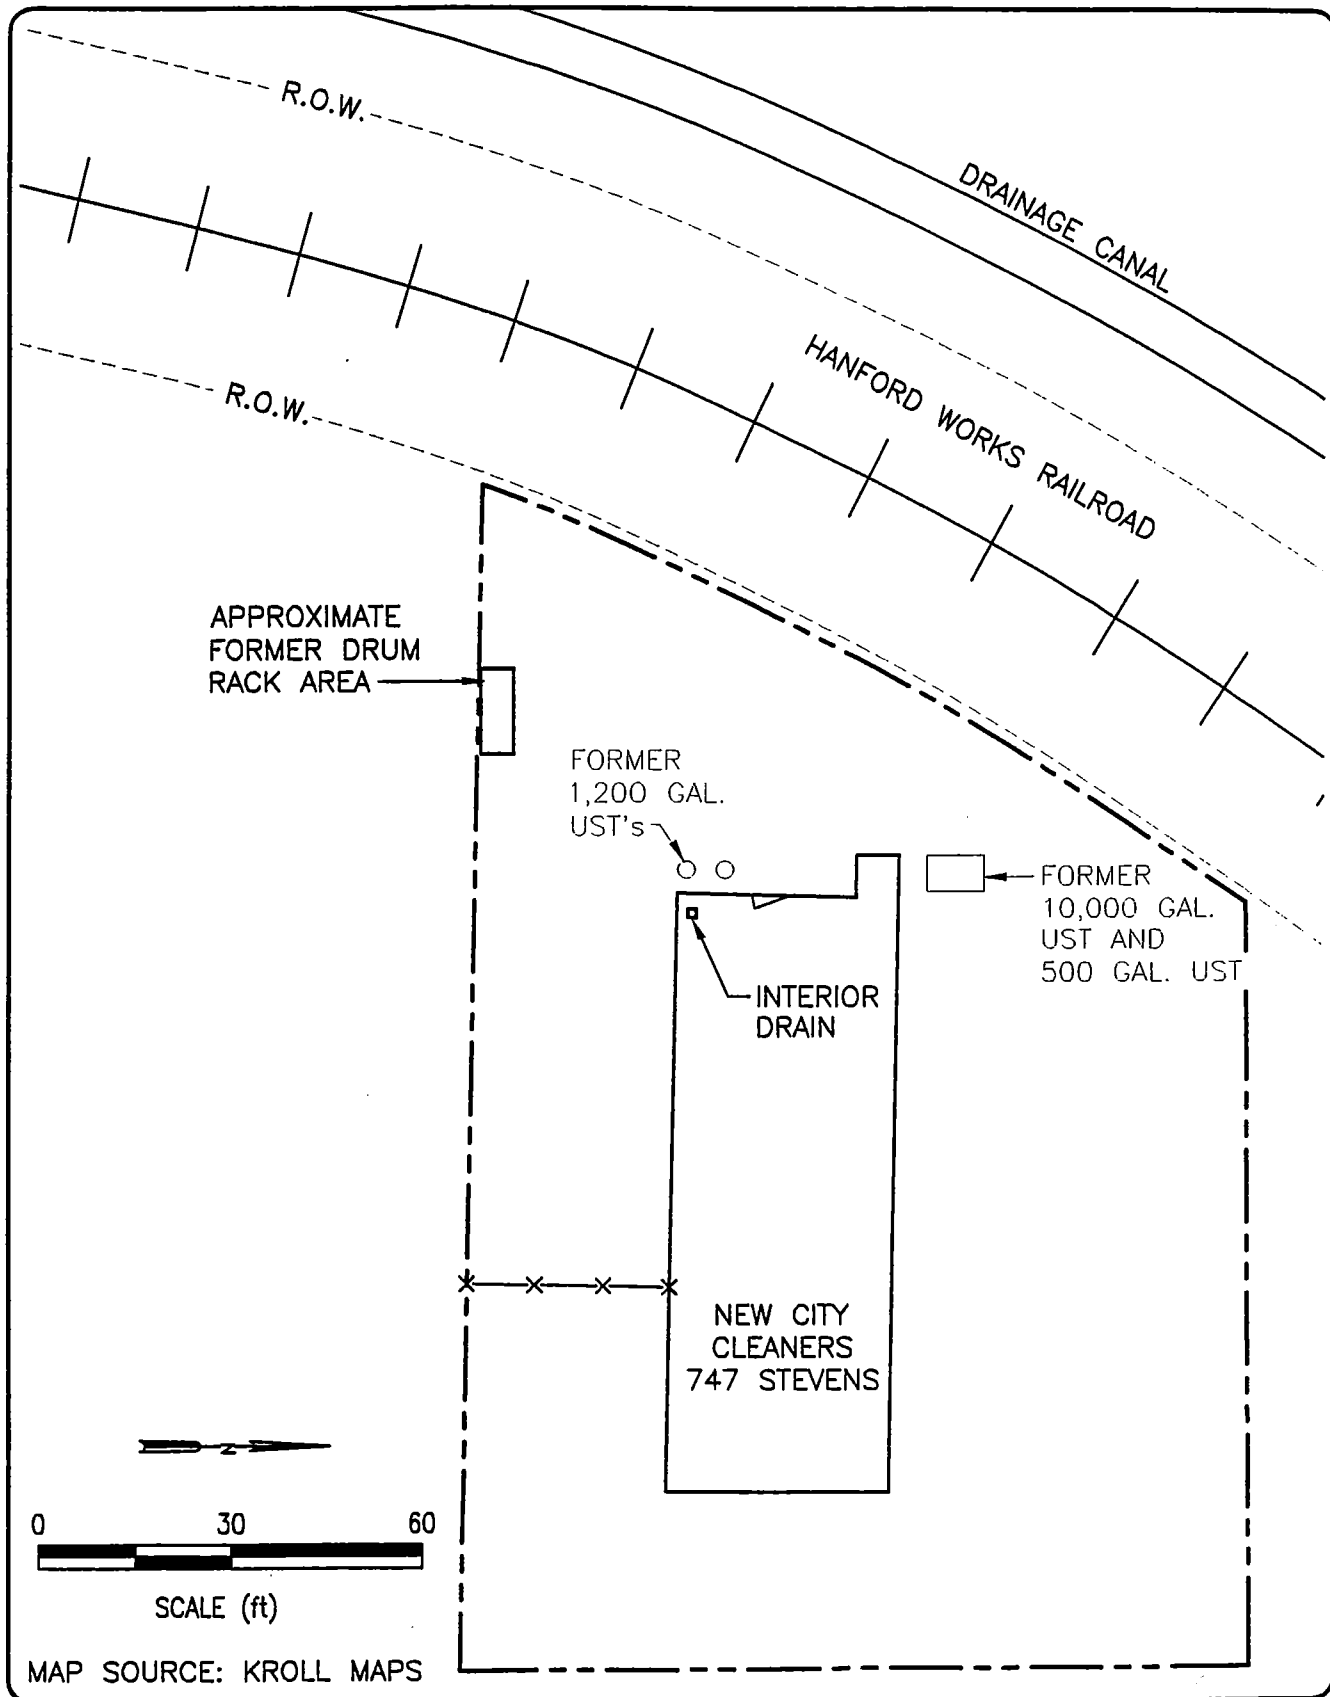 R.O.W.
DRAINAGE CANAL
HANFORD WORKS RAILROAD
R.O.W.
APPROXIMATE
FORMER DRUM
RACK AREA
FORMER
1,200 GAL.
UST's
FORMER
10,000 GAL.
UST AND
500 GAL. UST
INTERIOR
DRAIN
NEW CITY
CLEANERS
747 STEVENS
N
0 30 60
SCALE (ft)
MAP SOURCE: KROLL MAPS